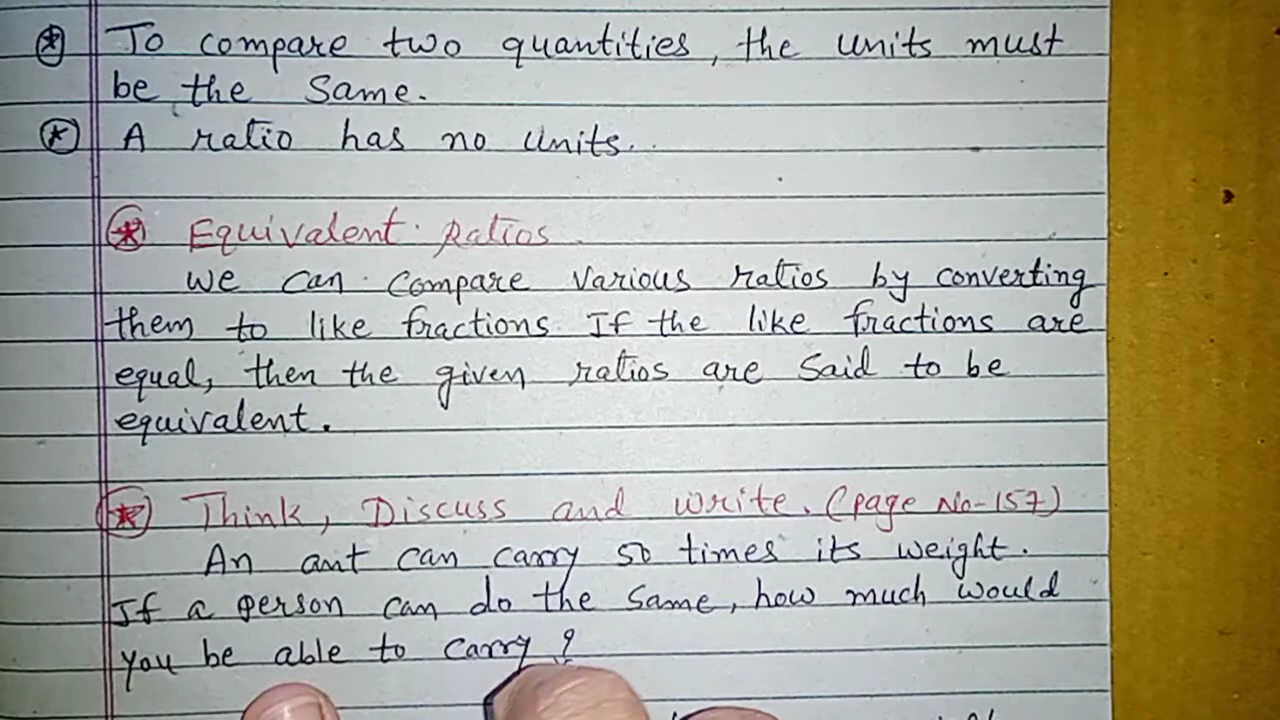 To compare two quantities, the units must
be the same.
A ratio has no units.
Equivalent Ratios
We can compare various ratios by converting
them to like fractions. If the like fractions are
equal, then the given ratios are said to be
equivalent.
Think, Discuss and write. (page No-157)
An ant can carry 50 times its weight.
If a person can do the same, how much would
you be able to carry?